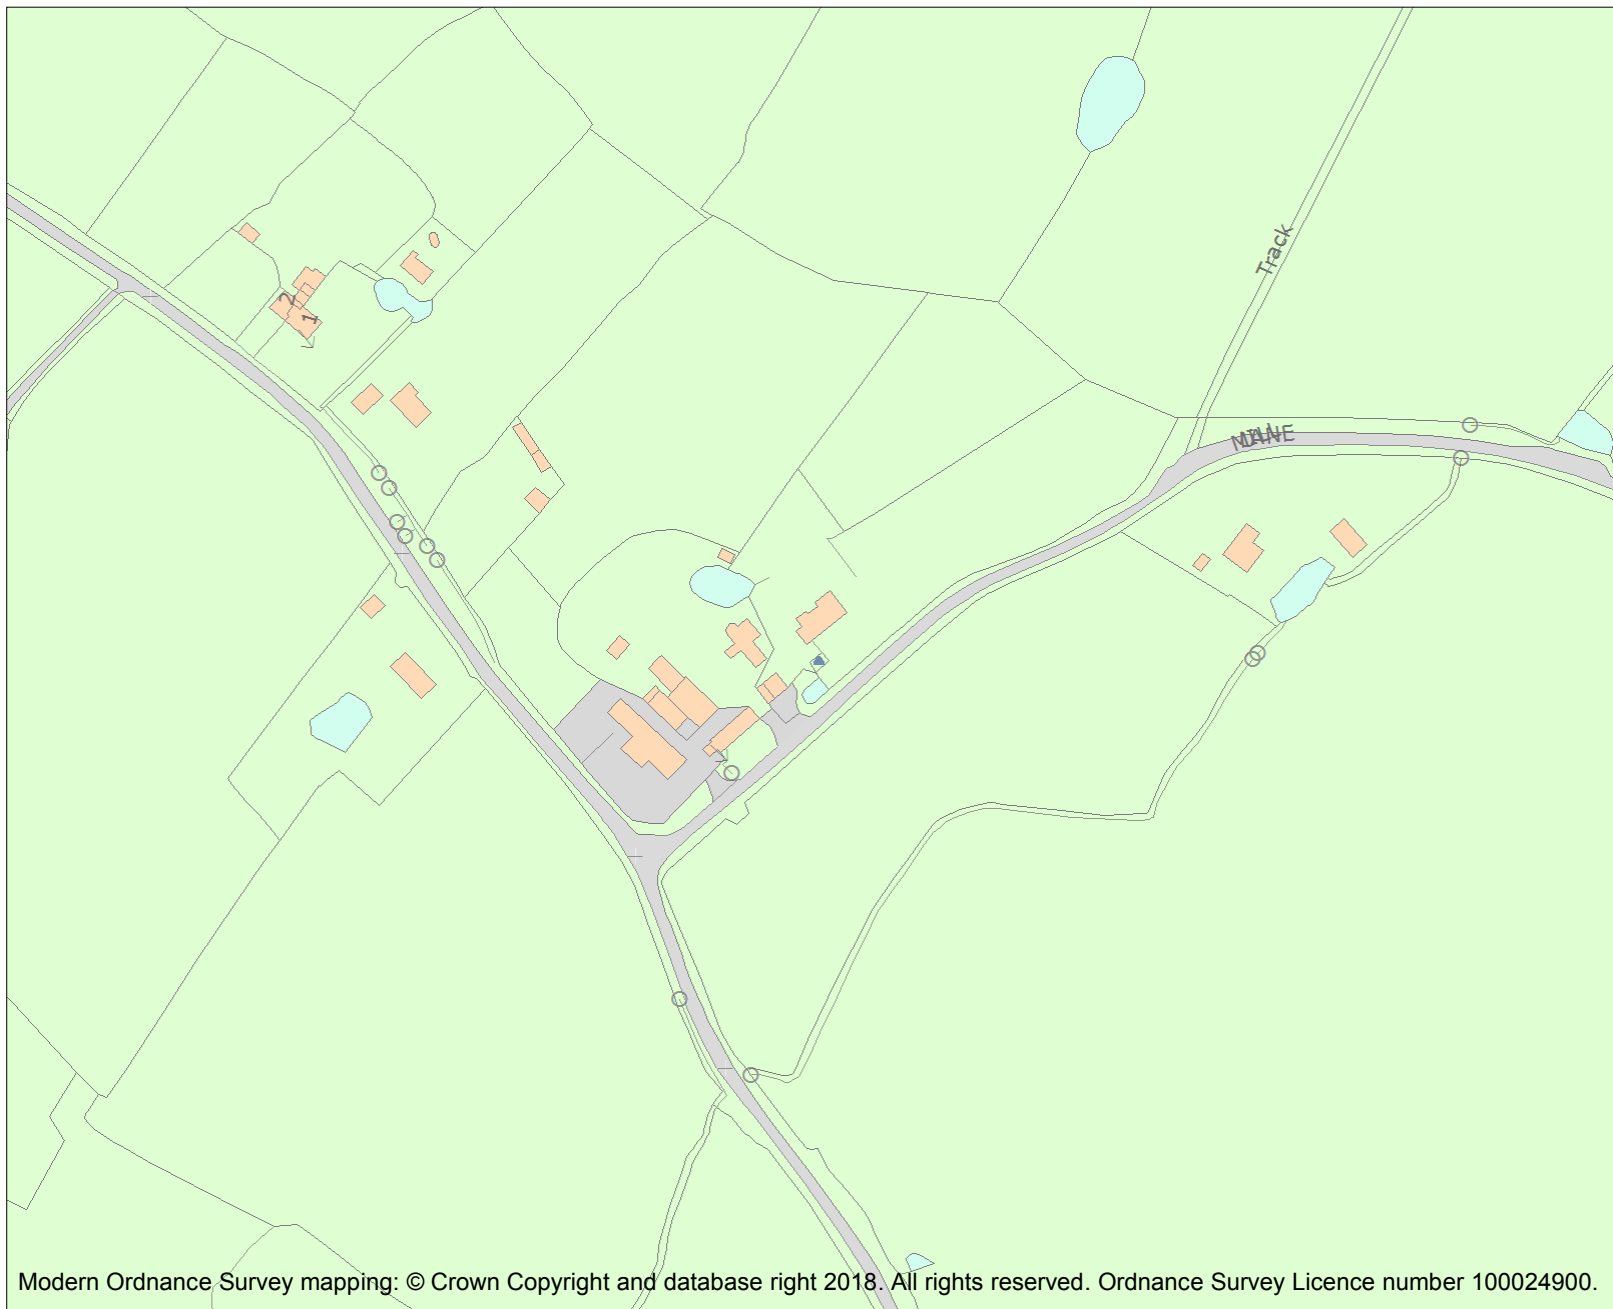 Track
LANE
2
1
Modern Ordnance Survey mapping: © Crown Copyright and database right 2018. All rights reserved. Ordnance Survey Licence number 100024900.